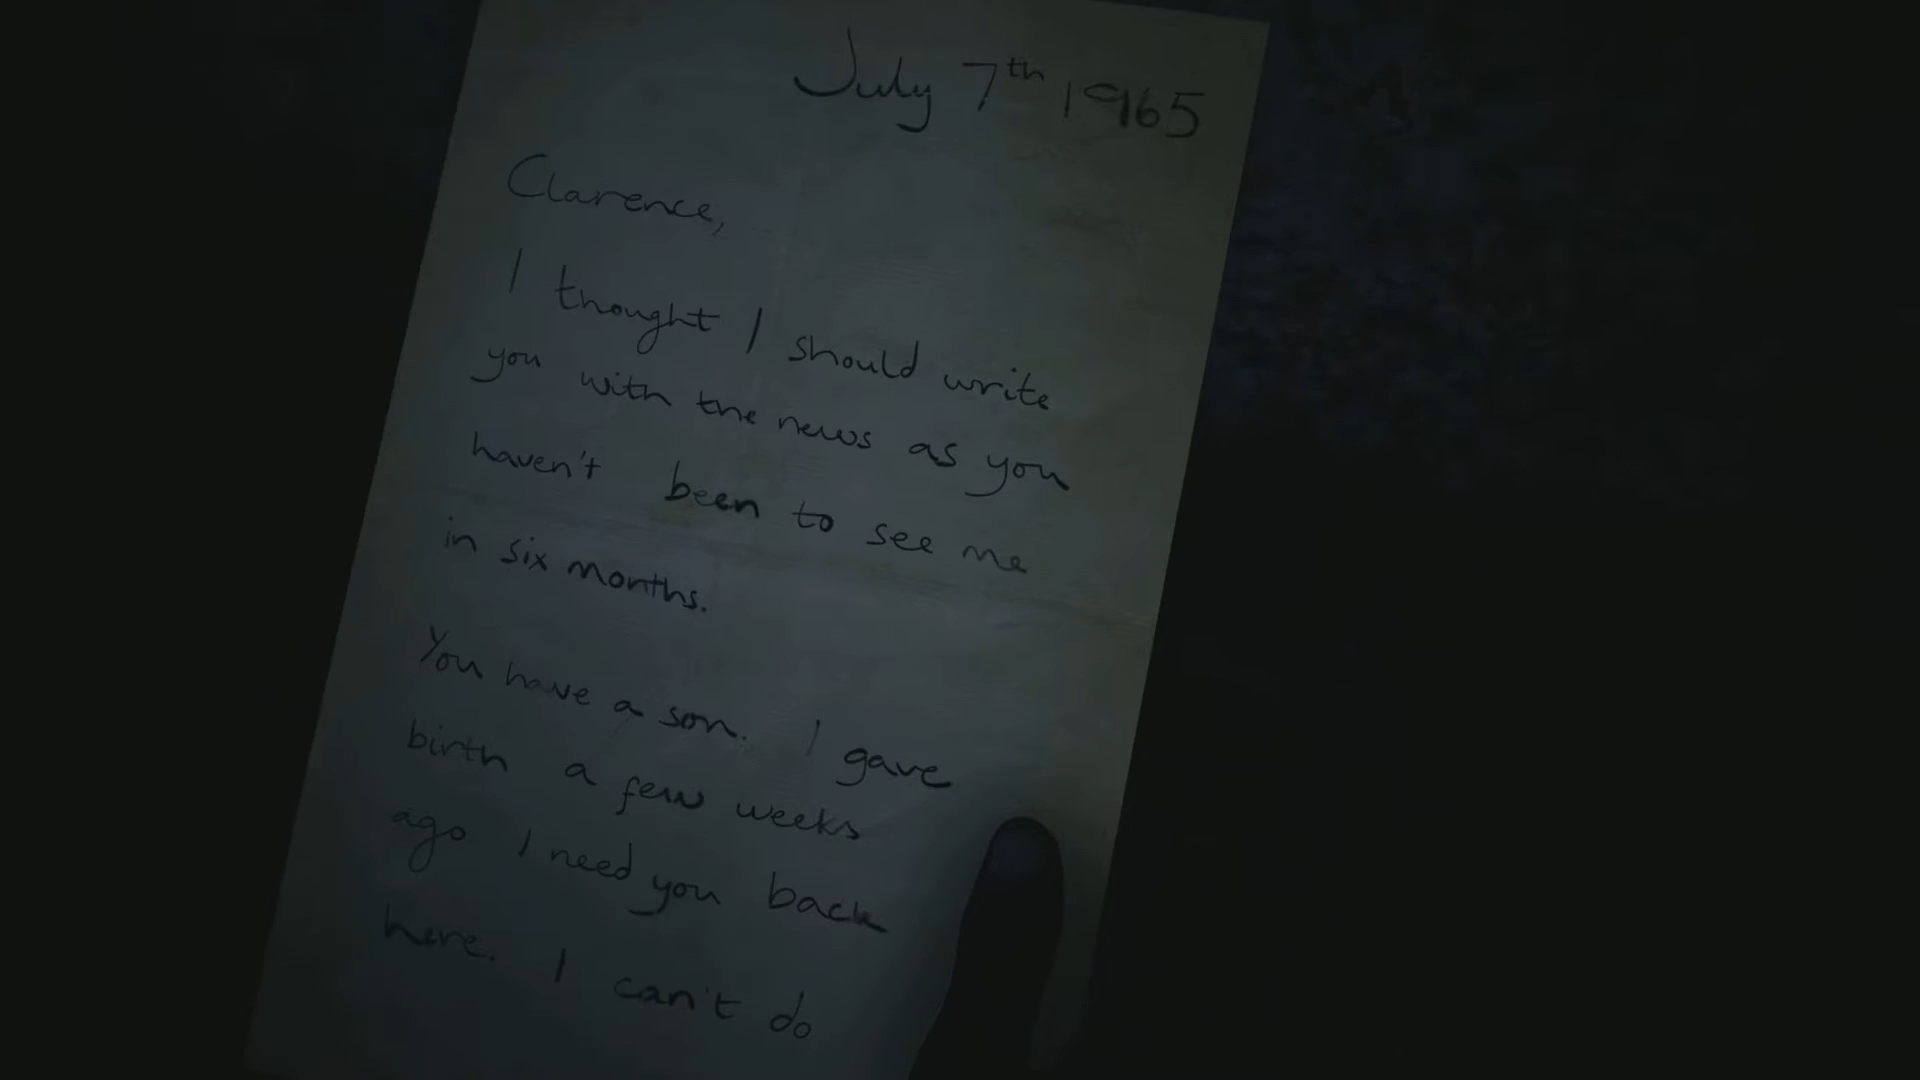 July 7th 1965
Clarence,
I thought I should write
you with the news as you
haven't been to see me
in six months.
You have a son. I gave
birth a few weeks
ago I need you back
here. I can't do